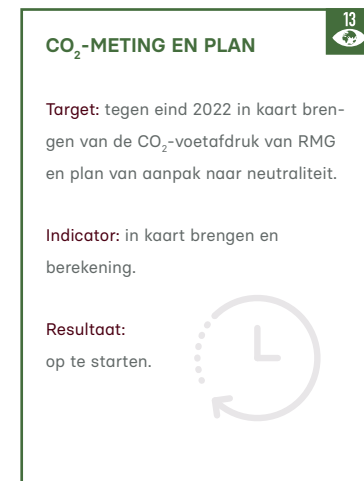 13
CO₂-METING EN PLAN
Target: tegen eind 2022 in kaart bren-
gen van de CO₂-voetafdruk van RMG
en plan van aanpak naar neutraliteit.
Indicator: in kaart brengen en
berekening.
Resultaat:
op te starten.